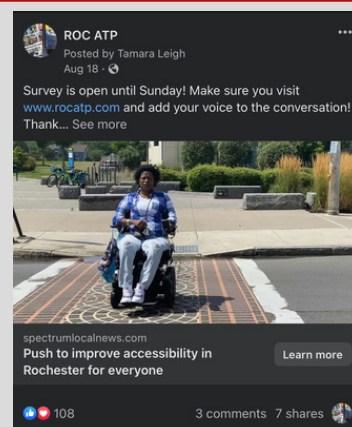 ROC ATP
Posted by Tamara Leigh
Aug 18 ·
Survey is open until Sunday! Make sure you visit
www.rocatp.com and add your voice to the conversation!
Thank... See more
spectrumlocalnews.com
Push to improve accessibility in
Rochester for everyone
Learn more
108
3 comments 7 shares